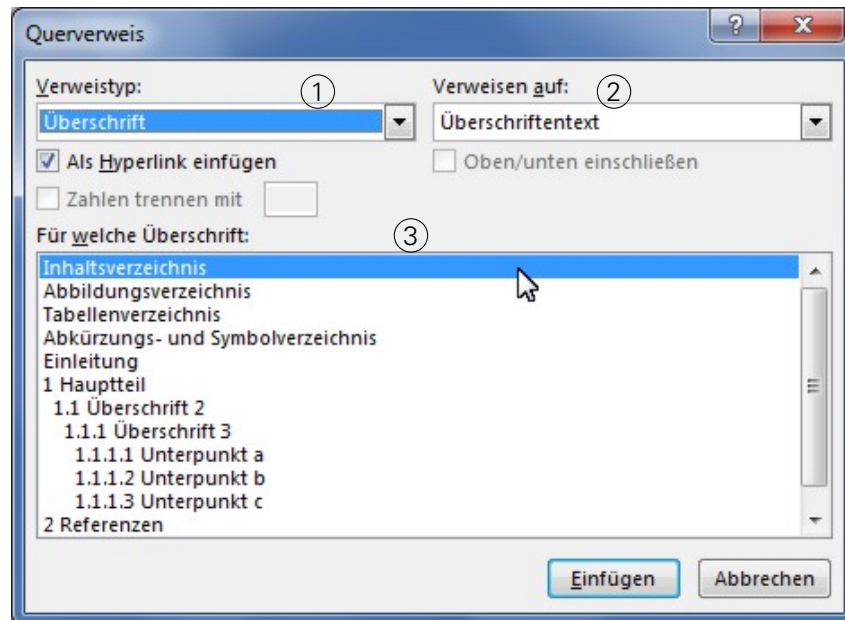 Querverweis
Verweistyp: ① Verweisen auf: ②
Überschrift Überschriftentext
Als Hyperlink einfügen Oben/unten einschließen
Zahlen trennen mit
Für welche Überschrift: ③
Inhaltsverzeichnis
Abbildungsverzeichnis
Tabellenverzeichnis
Abkürzungs- und Symbolverzeichnis
Einleitung
1 Hauptteil
1.1 Überschrift 2
1.1.1 Überschrift 3
1.1.1.1 Unterpunkt a
1.1.1.2 Unterpunkt b
1.1.1.3 Unterpunkt c
2 Referenzen
Einfügen Abbrechen